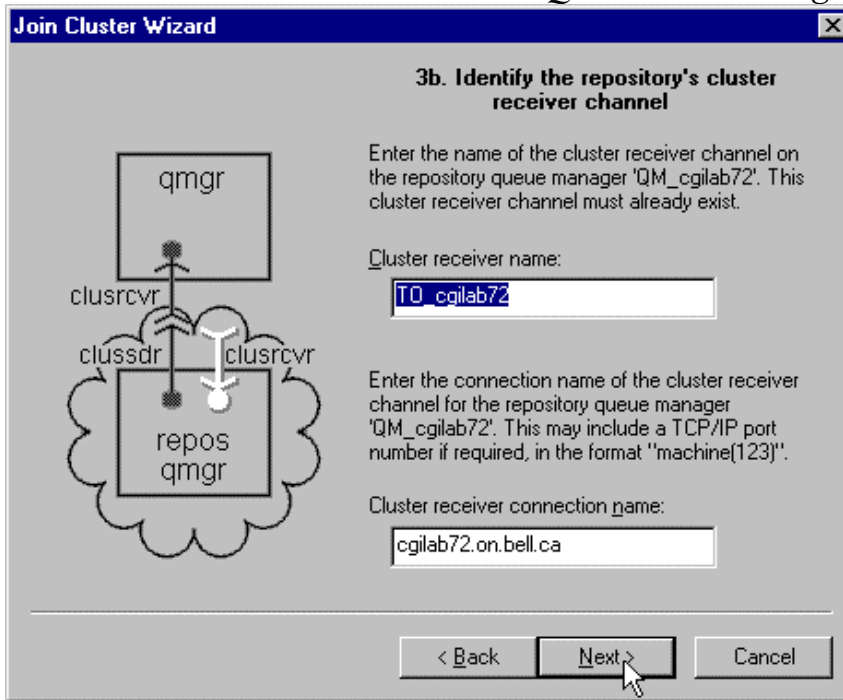 Join Cluster Wizard
3b. Identify the repository's cluster
receiver channel
Enter the name of the cluster receiver channel on
the repository queue manager 'QM_cgilab72'. This
cluster receiver channel must already exist.
Cluster receiver name:
TO_cgilab72
Enter the connection name of the cluster receiver
channel for the repository queue manager
'QM_cgilab72'. This may include a TCP/IP port
number if required, in the format "machine(123)".
Cluster receiver connection name:
cgilab72.on.bell.ca
qmgr
clusrcvr
clussdr
clusrcvr
repos
qmgr
< Back
Next >
Cancel